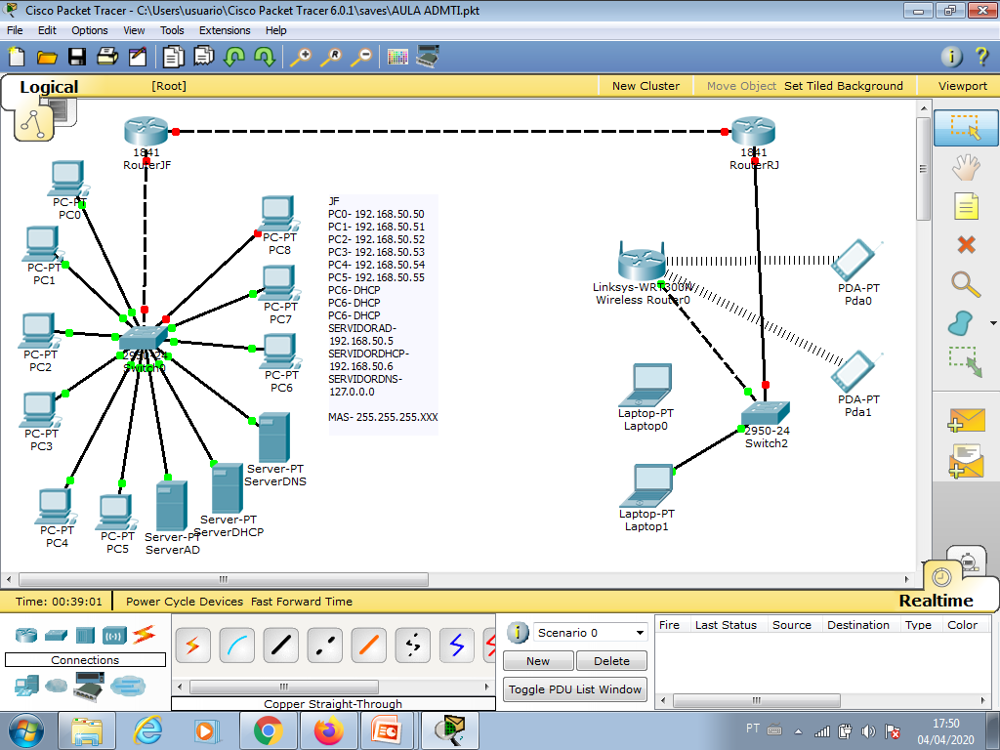 Cisco Packet Tracer - C:\Users\usuario\Cisco Packet Tracer 6.0.1\saves\AULA ADMTI.pkt
File Edit Options View Tools Extensions Help
Logical [Root] New Cluster Move Object Set Tiled Background Viewport
1841
RouterJF
1841
RouterRJ
PC-PT
PC0
PC-PT
PC1
PC-PT
PC2
PC-PT
PC3
PC-PT
PC4
PC-PT
PC5
Server-PT
ServerAD
Server-PT
ServerDHCP
Server-PT
ServerDNS
PC-PT
PC6
PC-PT
PC7
PC-PT
PC8
2950-24
Switch0
JF
PC0- 192.168.50.50
PC1- 192.168.50.51
PC2- 192.168.50.52
PC3- 192.168.50.53
PC4- 192.168.50.54
PC5- 192.168.50.55
PC6- DHCP
PC6- DHCP
PC6- DHCP
SERVIDORAD-
192.168.50.5
SERVIDORDHCP-
192.168.50.6
SERVIDORDNS-
127.0.0.0
MAS- 255.255.255.XXX
Linksys-WRT300N
Wireless Router0
PDA-PT
Pda0
PDA-PT
Pda1
Laptop-PT
Laptop0
2950-24
Switch2
Laptop-PT
Laptop1
Time: 00:39:01 Power Cycle Devices Fast Forward Time Realtime
Connections
Copper Straight-Through
Scenario 0
New Delete
Toggle PDU List Window
Fire Last Status Source Destination Type Color
PT
17:50
04/04/2020